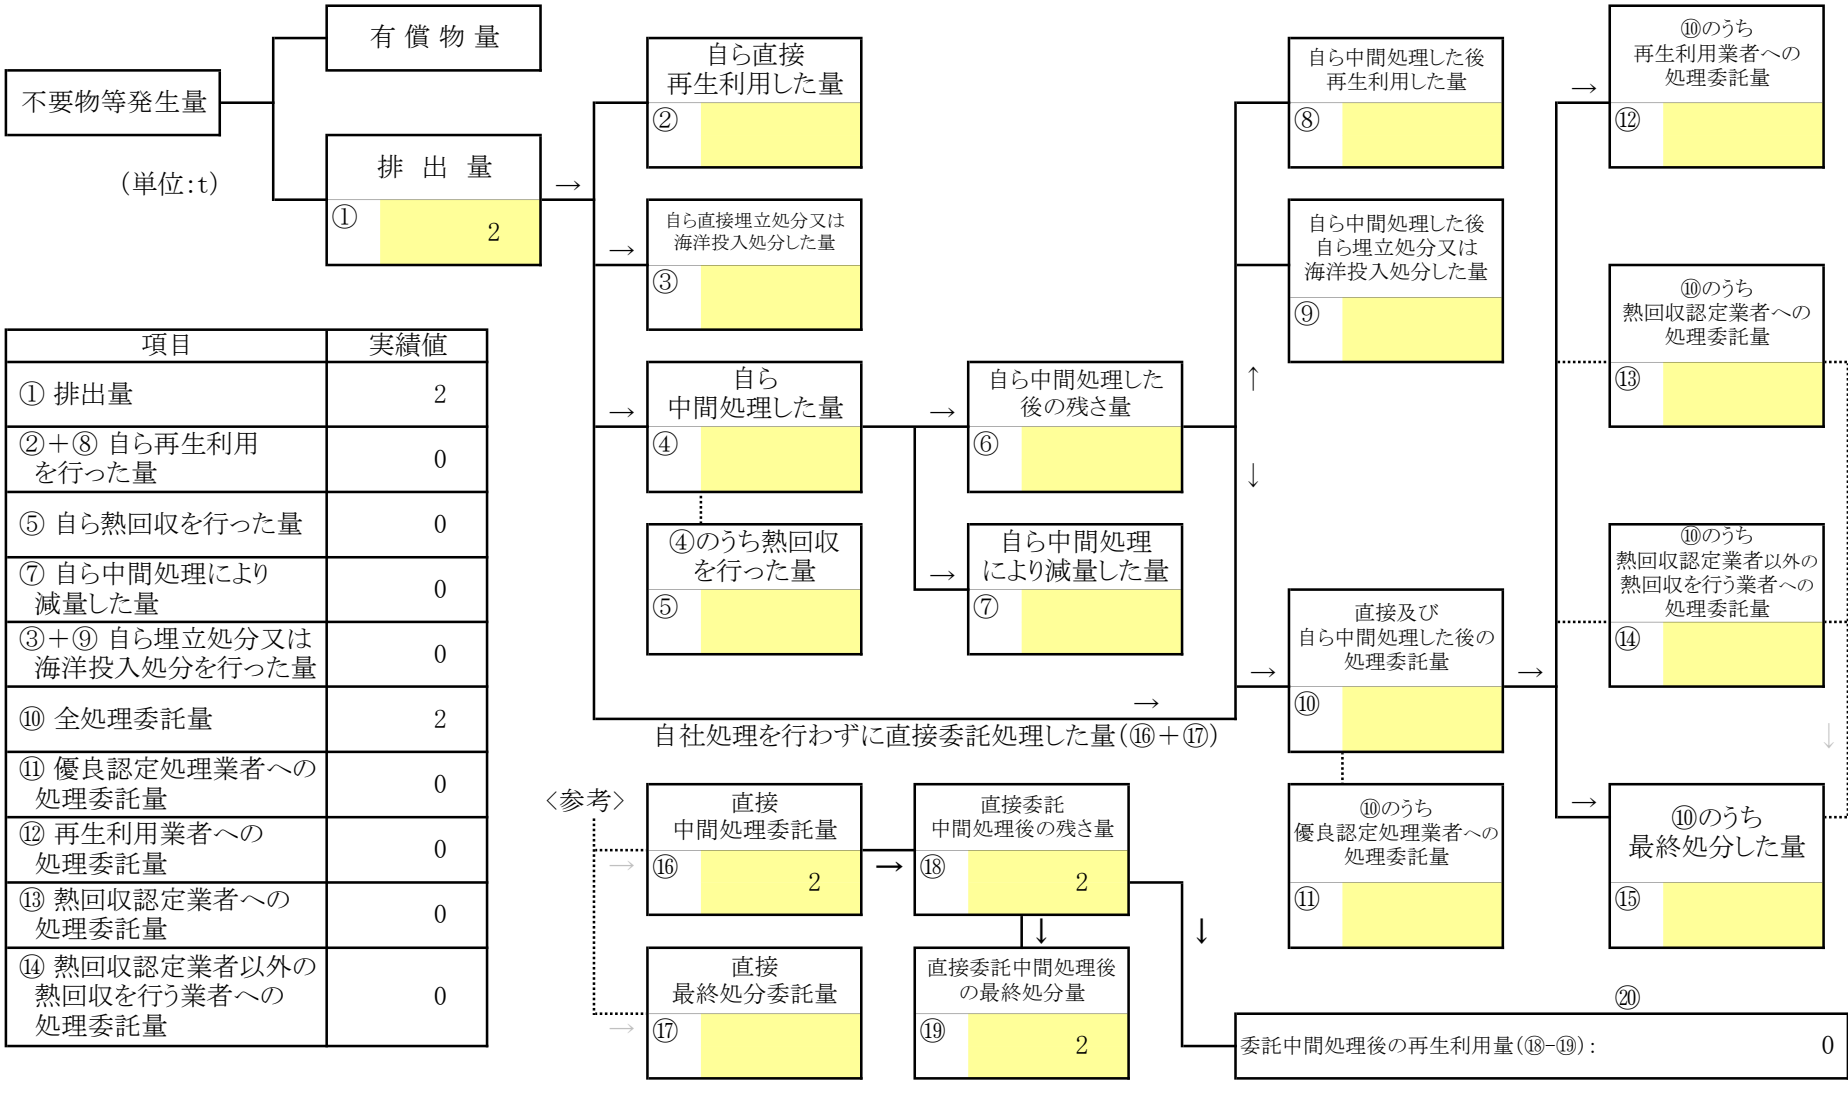 有 償 物 量
不要物等発生量
排 出 量
①
2
（単位:t）
→
自ら直接
再生利用した量
②
→
自ら直接埋立処分又は
海洋投入処分した量
③
→
自ら
中間処理した量
④
④のうち熱回収
を行った量
⑤
→
自ら中間処理した
後の残さ量
⑥
→
自ら中間処理
により減量した量
⑦
自ら中間処理した後
再生利用した量
⑧
自ら中間処理した後
自ら埋立処分又は
海洋投入処分した量
⑨
↑
↓
→
→
自社処理を行わずに直接委託処理した量（⑯＋⑰）
直接及び
自ら中間処理した後の
処理委託量
⑩
→
⑩のうち
優良認定処理業者への
処理委託量
⑪
→
⑩のうち
再生利用業者への
処理委託量
⑫
⑩のうち
熱回収認定業者への
処理委託量
⑬
⑩のうち
熱回収認定業者以外の
熱回収を行う業者への
処理委託量
⑭
↓
→
⑩のうち
最終処分した量
⑮
項目 実績値
① 排出量 2
②＋⑧ 自ら再生利用
を行った量 0
⑤ 自ら熱回収を行った量 0
⑦ 自ら中間処理により
減量した量 0
③＋⑨ 自ら埋立処分又は
海洋投入処分を行った量 0
⑩ 全処理委託量 2
⑪ 優良認定処理業者への
処理委託量 0
⑫ 再生利用業者への
処理委託量 0
⑬ 熱回収認定業者への
処理委託量 0
⑭ 熱回収認定業者以外の
熱回収を行う業者への
処理委託量 0
〈参考〉
→
直接
中間処理委託量
⑯
2
→
直接委託
中間処理後の残さ量
⑱
2
↓
↓
→
直接
最終処分委託量
⑰
直接委託中間処理後
の最終処分量
⑲
2
⑳
委託中間処理後の再生利用量（⑱-⑲）: 0